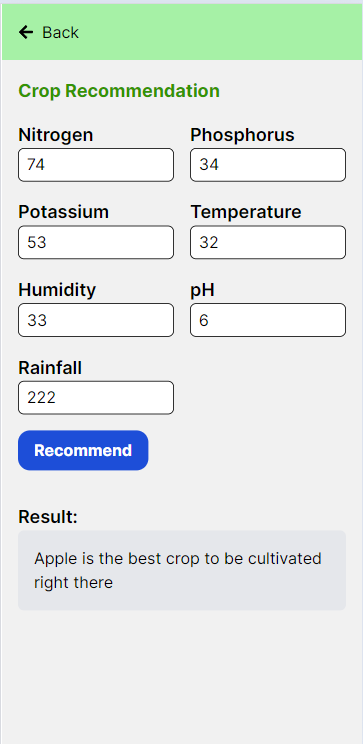 Back
Crop Recommendation
Nitrogen Phosphorus
74 34
Potassium Temperature
53 32
Humidity pH
33 6
Rainfall
222
Recommend
Result:
Apple is the best crop to be cultivated
right there